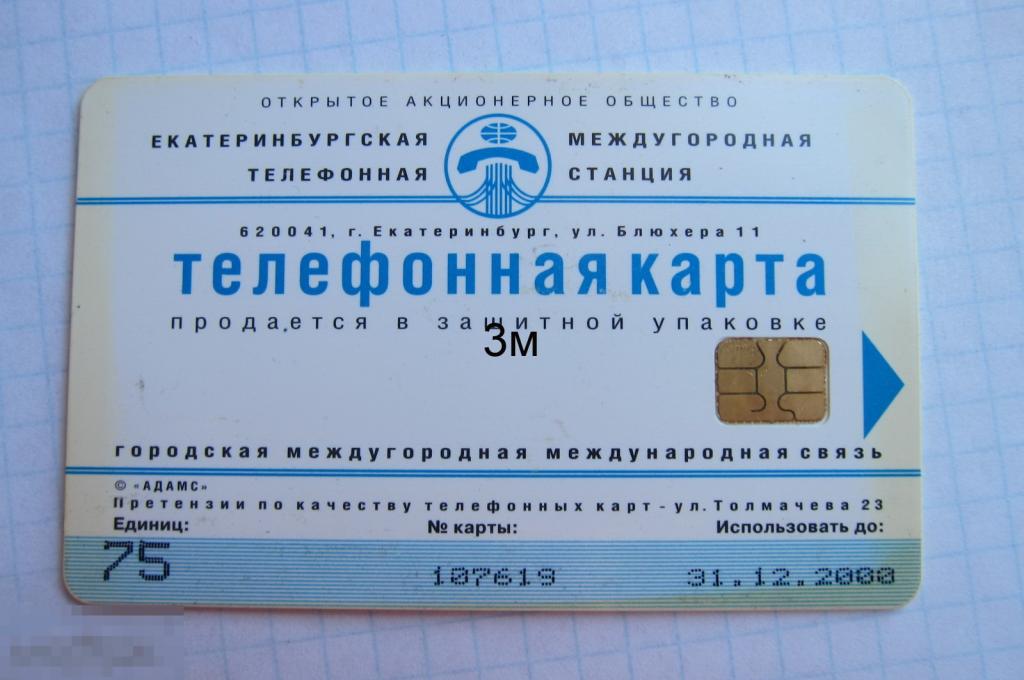 ОТКРЫТОЕ АКЦИОНЕРНОЕ ОБЩЕСТВО
ЕКАТЕРИНБУРГСКАЯ МЕЖДУГОРОДНАЯ
ТЕЛЕФОННАЯ СТАНЦИЯ
620041, г. Екатеринбург, ул. Блюхера 11
телефонная карта
продается в защитной упаковке
3м
городская междугородная международная связь
© «АДАМС»
Претензии по качеству телефонных карт - ул. Толмачева 23
Единиц: № карты: Использовать до:
75 107619 31.12.2000